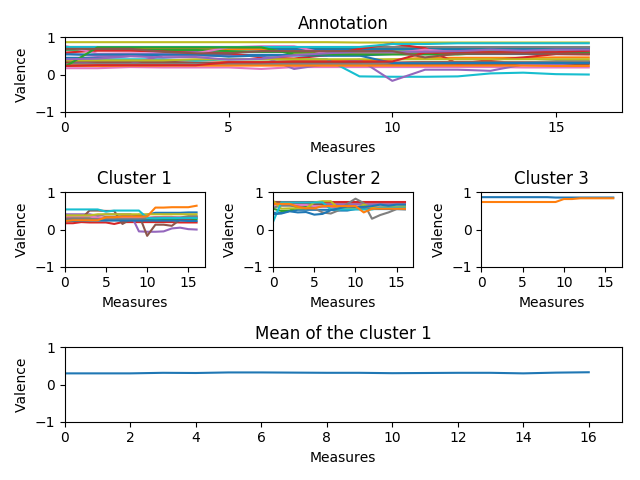 Annotation
Valence
1
0
-1
0 5 10 15
Measures
Cluster 1 Cluster 2 Cluster 3
Valence Valence Valence
1 1 1
0 0 0
-1 -1 -1
0 5 10 15 0 5 10 15 0 5 10 15
Measures Measures Measures
Mean of the cluster 1
Valence
1
0
-1
0 2 4 6 8 10 12 14 16
Measures